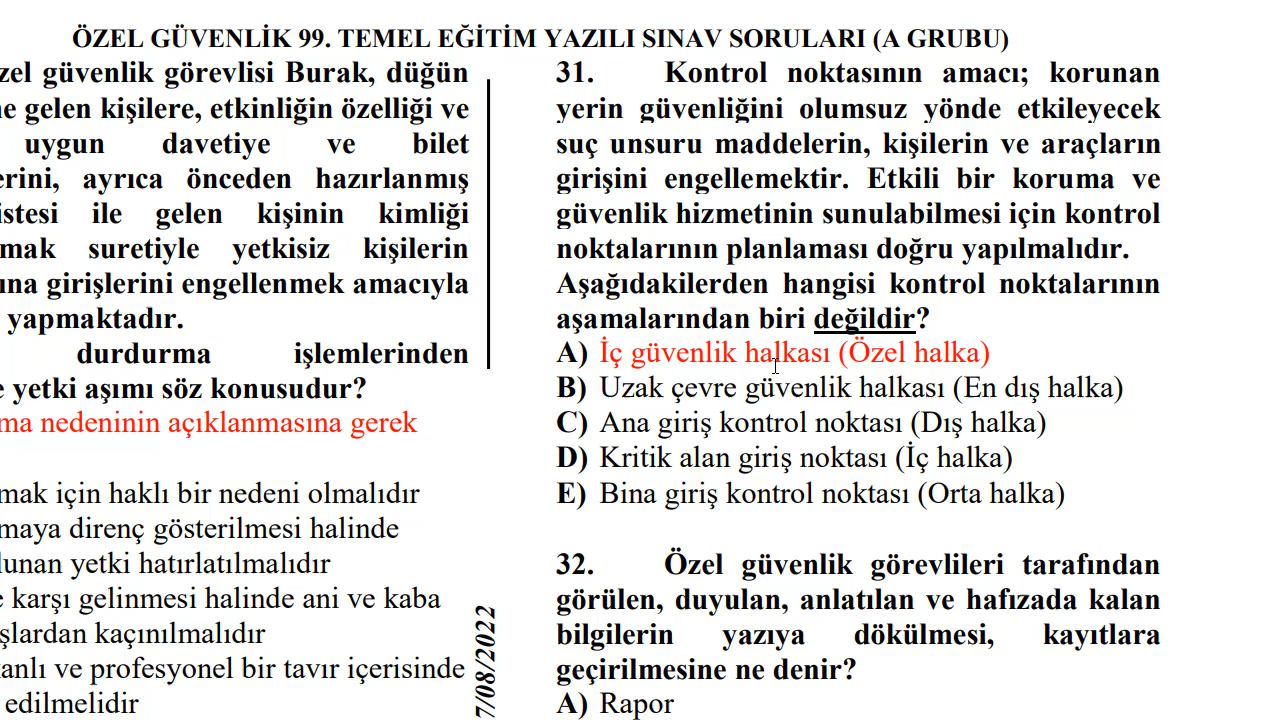 ÖZEL GÜVENLİK 99. TEMEL EĞİTİM YAZILI SINAV SORULARI (A GRUBU)
zel güvenlik görevlisi Burak, düğün
e gelen kişilere, etkinliğin özelliği ve
uygun davetiye ve bilet
erini, ayrıca önceden hazırlanmış
istesi ile gelen kişinin kimliği
mak suretiyle yetkisiz kişilerin
ına girişlerini engellenmek amacıyla
yapmaktadır.
durdurma işlemlerinden
e yetki aşımı söz konusudur?
ma nedeninin açıklanmasına gerek
mak için haklı bir nedeni olmalıdır
maya direnç gösterilmesi halinde
lunan yetki hatırlatılmalıdır
e karşı gelinmesi halinde ani ve kaba
şlardan kaçınılmalıdır
kanlı ve profesyonel bir tavır içerisinde
edilmelidir
7/08/2022
31. Kontrol noktasının amacı; korunan
yerin güvenliğini olumsuz yönde etkileyecek
suç unsuru maddelerin, kişilerin ve araçların
girişini engellemektir. Etkili bir koruma ve
güvenlik hizmetinin sunulabilmesi için kontrol
noktalarının planlaması doğru yapılmalıdır.
Aşağıdakilerden hangisi kontrol noktalarının
aşamalarından biri değildir?
A) İç güvenlik halkası (Özel halka)
B) Uzak çevre güvenlik halkası (En dış halka)
C) Ana giriş kontrol noktası (Dış halka)
D) Kritik alan giriş noktası (İç halka)
E) Bina giriş kontrol noktası (Orta halka)
32. Özel güvenlik görevlileri tarafından
görülen, duyulan, anlatılan ve hafızada kalan
bilgilerin yazıya dökülmesi, kayıtlara
geçirilmesine ne denir?
A) Rapor